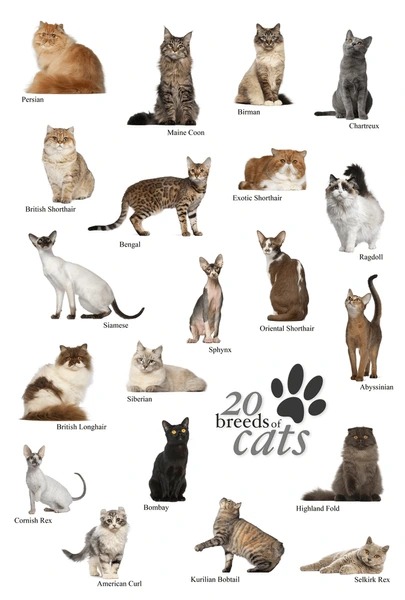 Persian
Maine Coon
Birman
Chartreux
British Shorthair
Bengal
Exotic Shorthair
Ragdoll
Siamese
Sphynx
Oriental Shorthair
Abyssinian
British Longhair
Siberian
20
breeds of
cats
Cornish Rex
Bombay
Highland Fold
American Curl
Kurilian Bobtail
Selkirk Rex